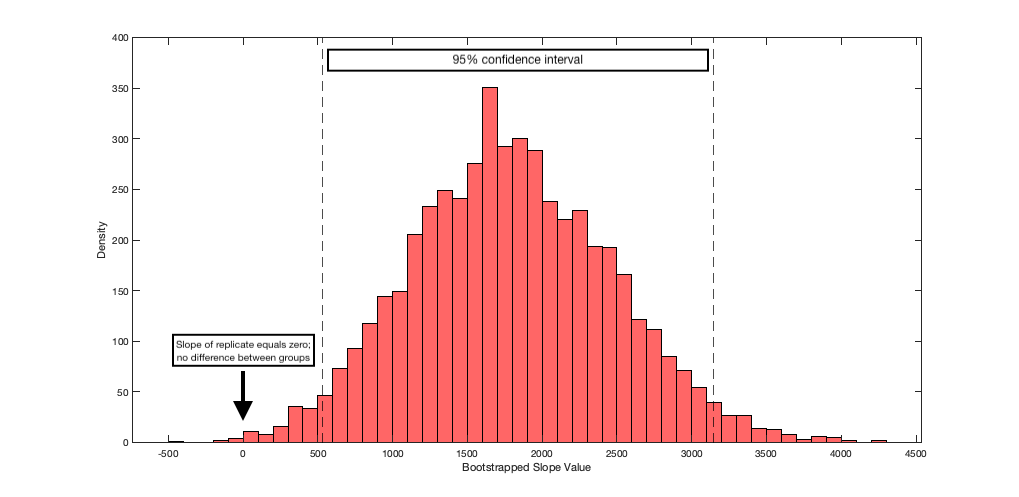 400
95% confidence interval
350
300
250
200
150
100
50
0
Density
Slope of replicate equals zero;
no difference between groups
-500 0 500 1000 1500 2000 2500 3000 3500 4000 4500
Bootstrapped Slope Value